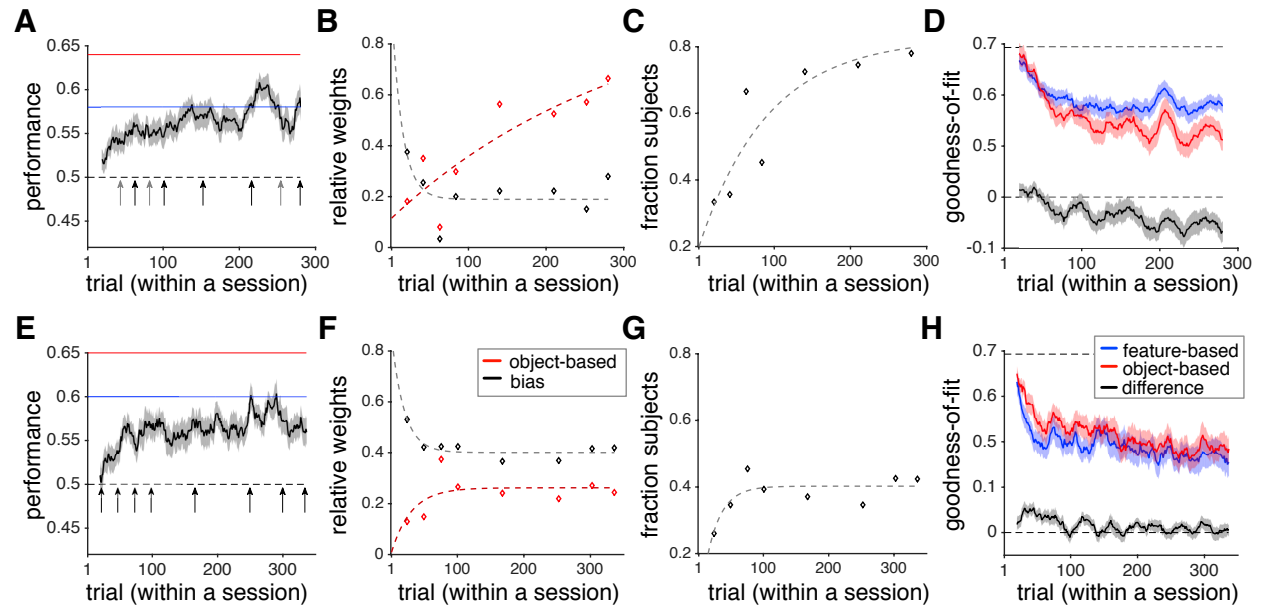 A
0.65
0.6
0.55
0.5
0.45
performance
1
100
200
300
trial (within a session)
B
0.8
0.6
0.4
0.2
0
relative weights
1
100
200
300
trial (within a session)
C
0.8
0.6
0.4
0.2
fraction subjects
1
100
200
300
trial (within a session)
D
0.7
0.6
0.5
0
-0.1
goodness-of-fit
1
100
200
300
trial (within a session)
E
0.65
0.6
0.55
0.5
0.45
performance
1
100
200
300
trial (within a session)
F
0.8
0.6
0.4
0.2
0
relative weights
object-based
bias
1
100
200
300
trial (within a session)
G
0.8
0.6
0.4
0.2
fraction subjects
1
100
200
300
trial (within a session)
H
0.7
0.6
0.5
0.1
0
goodness-of-fit
feature-based
object-based
difference
1
100
200
300
trial (within a session)